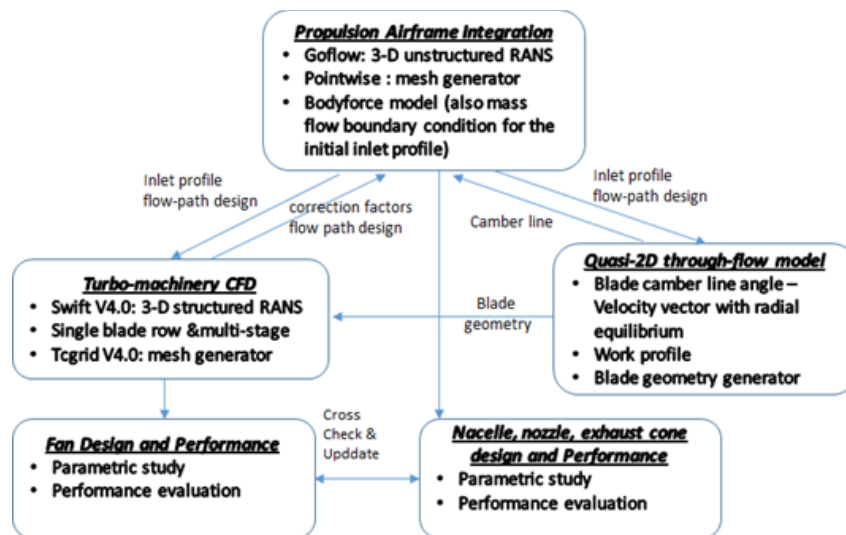 Propulsion Airframe Integration
• Goflow: 3-D unstructured RANS
• Pointwise : mesh generator
• Bodyforce model (also mass
flow boundary condition for the
initial inlet profile)
Inlet profile
flow-path design
correction factors
flow path design
Camber line
Inlet profile
flow-path design
Turbo-machinery CFD
• Swift V4.0: 3-D structured RANS
• Single blade row &multi-stage
• Tcgrid V4.0: mesh generator
Blade
geometry
Quasi-2D through-flow model
• Blade camber line angle –
Velocity vector with radial
equilibrium
• Work profile
• Blade geometry generator
Fan Design and Performance
• Parametric study
• Performance evaluation
Cross
Check &
Upddate
Nacelle, nozzle, exhaust cone
design and Performance
• Parametric study
• Performance evaluation